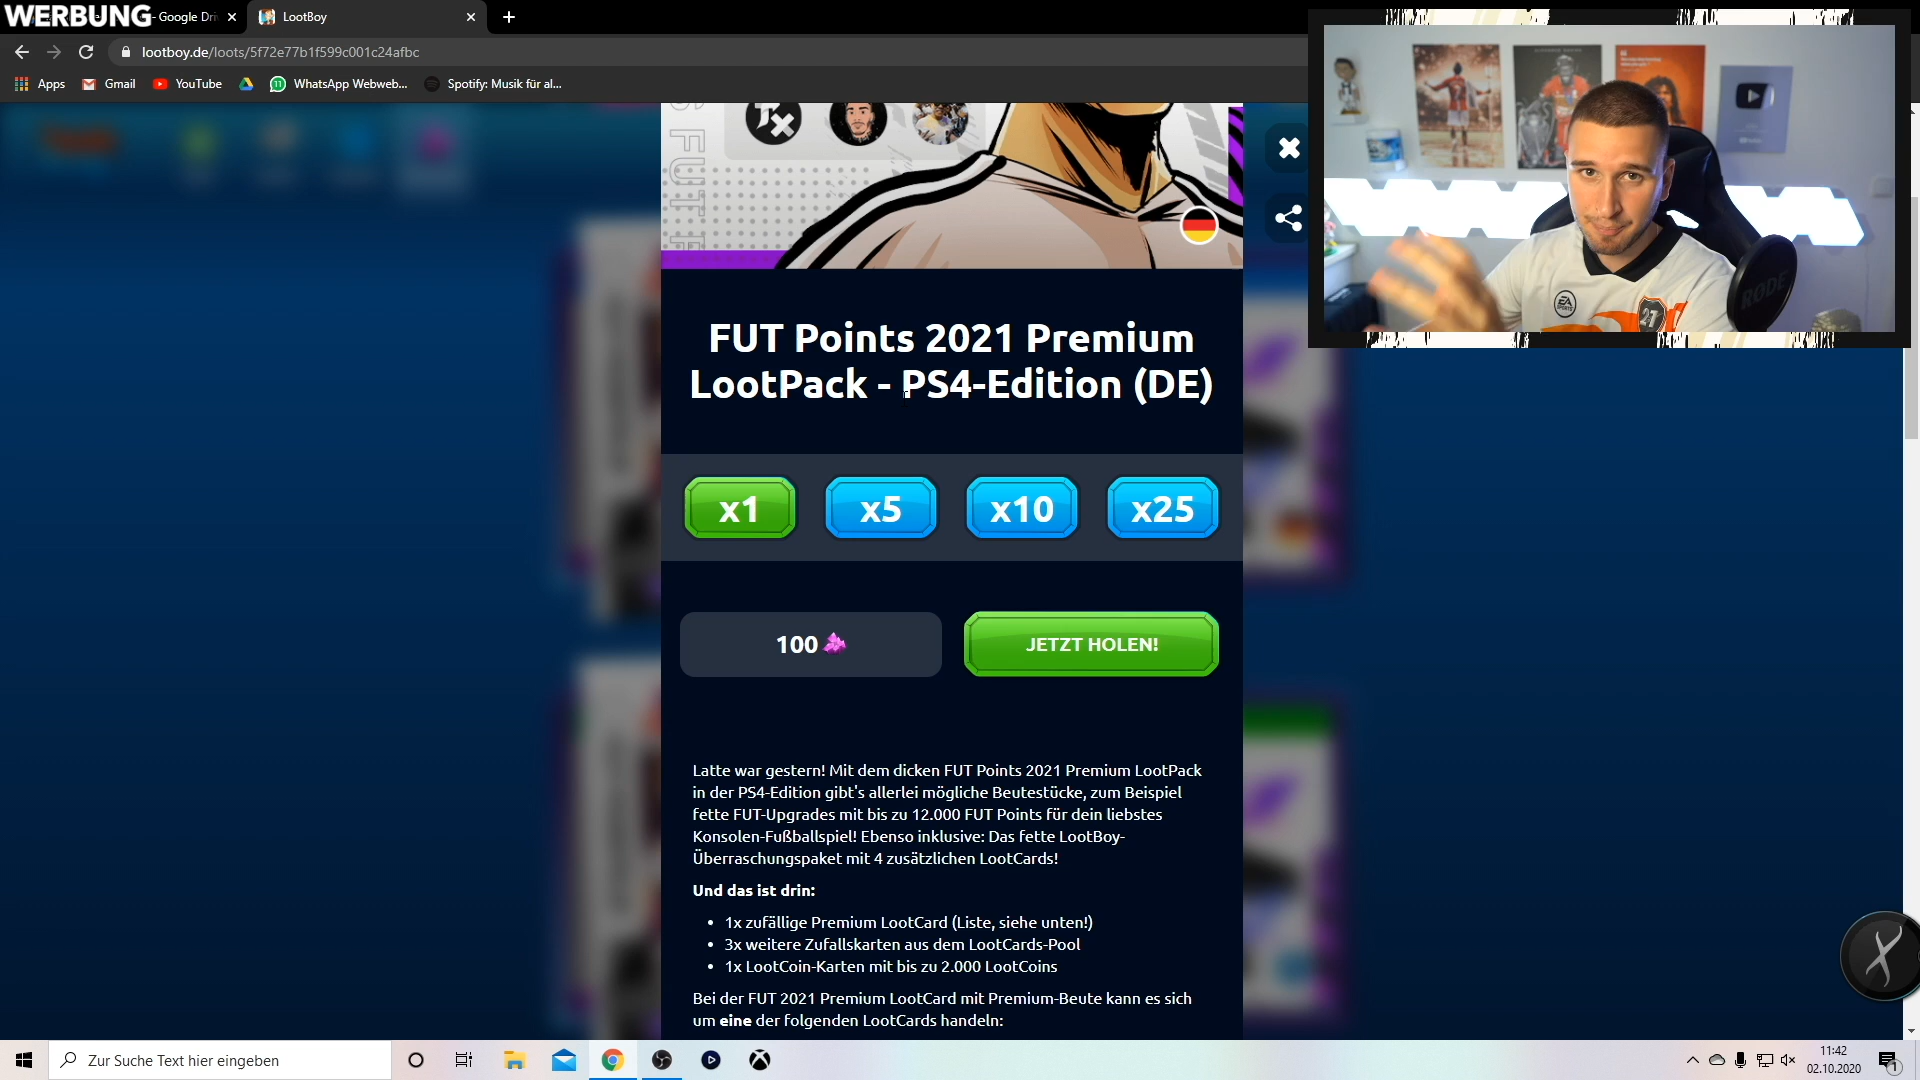 WERBUNG
- Google Dri
LootBoy
lootboy.de/loots/5f72e77b1f599c001c24afbc
Apps
Gmail
YouTube
11
WhatsApp Webweb...
Spotify: Musik für al...
FUT
EA
SPORTS
21
RODE
FUT Points 2021 Premium
LootPack - PS4-Edition (DE)
x1
x5
x10
x25
100
JETZT HOLEN!
Latte war gestern! Mit dem dicken FUT Points 2021 Premium LootPack
in der PS4-Edition gibt's allerlei mögliche Beutestücke, zum Beispiel
fette FUT-Upgrades mit bis zu 12.000 FUT Points für dein liebstes
Konsolen-Fußballspiel! Ebenso inklusive: Das fette LootBoy-
Überraschungspaket mit 4 zusätzlichen LootCards!
Und das ist drin:
• 1x zufällige Premium LootCard (Liste, siehe unten!)
• 3x weitere Zufallskarten aus dem LootCards-Pool
• 1x LootCoin-Karten mit bis zu 2.000 LootCoins
Bei der FUT 2021 Premium LootCard mit Premium-Beute kann es sich
um eine der folgenden LootCards handeln:
Zur Suche Text hier eingeben
11:42
02.10.2020
1